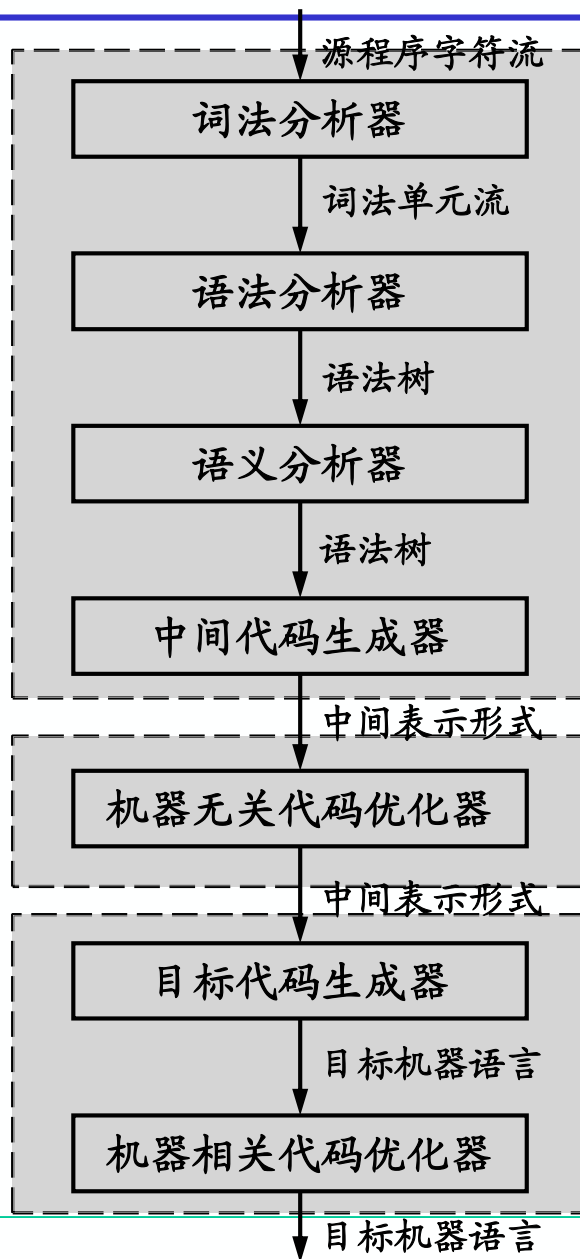 源程序字符流
词法分析器
词法单元流
语法分析器
语法树
语义分析器
语法树
中间代码生成器
中间表示形式
机器无关代码优化器
中间表示形式
目标代码生成器
目标机器语言
机器相关代码优化器
目标机器语言